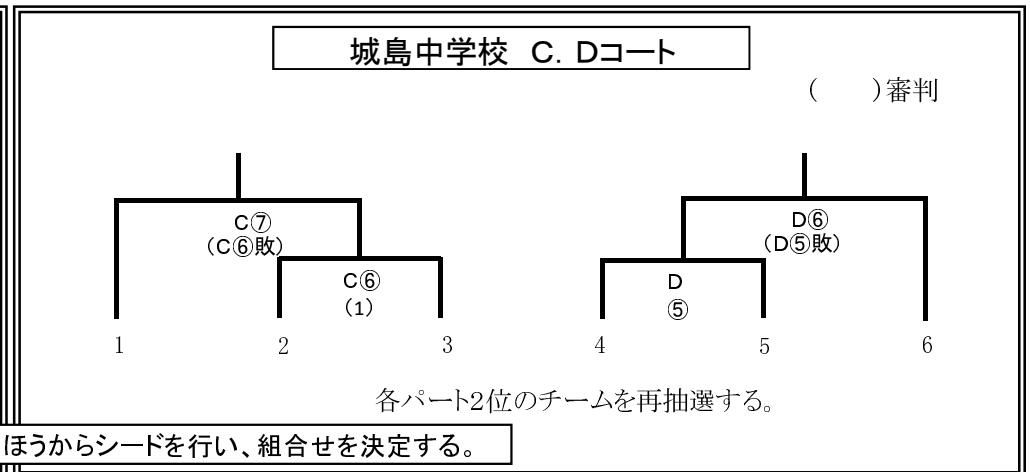 城島中学校 C. Dコート
(　　)審判
C⑦
(C⑥敗)
C⑥
(1)
D⑥
(D⑤敗)
D
⑤
1 2 3 4 5 6
各パート2位のチームを再抽選する。
ほうからシードを行い、組合せを決定する。